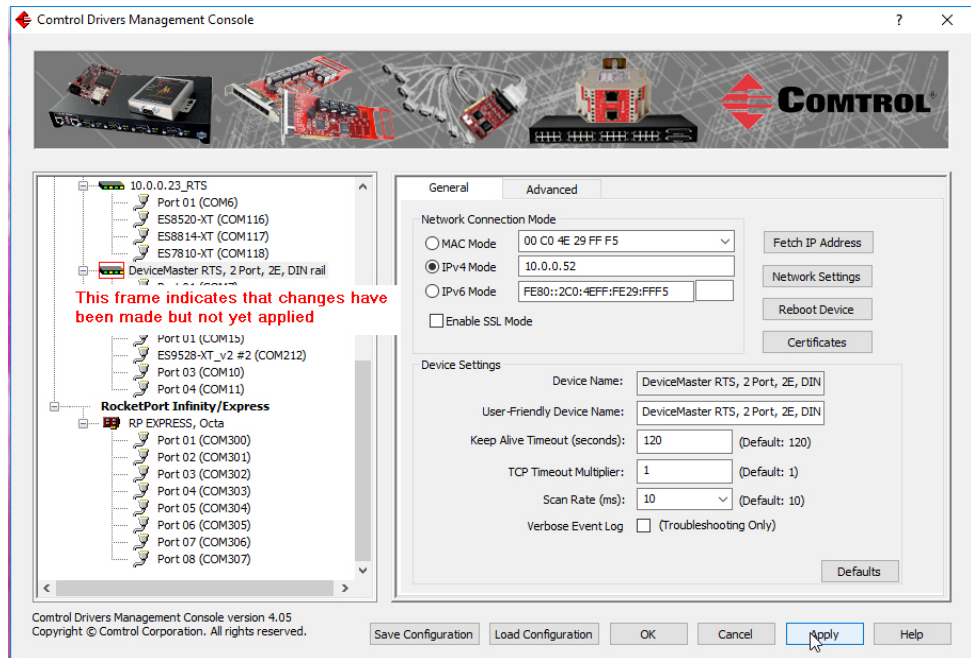 Comtrol Drivers Management Console
?
COMTROL
10.0.0.23_RTS
Port 01 (COM6)
ES8520-XT (COM116)
ES8814-XT (COM117)
ES7810-XT (COM118)
DeviceMaster RTS, 2 Port, 2E, DIN rail
This frame indicates that changes have
been made but not yet applied
Port 01 (COM15)
ES9528-XT_v2 #2 (COM212)
Port 03 (COM10)
Port 04 (COM11)
RocketPort Infinity/Express
RP EXPRESS, Octa
Port 01 (COM300)
Port 02 (COM301)
Port 03 (COM302)
Port 04 (COM303)
Port 05 (COM304)
Port 06 (COM305)
Port 07 (COM306)
Port 08 (COM307)
General Advanced
Network Connection Mode
MAC Mode 00 C0 4E 29 FF F5
IPv4 Mode 10.0.0.52
IPv6 Mode FE80::2C0:4EFF:FE29:FFF5
Enable SSL Mode
Fetch IP Address
Network Settings
Reboot Device
Certificates
Device Settings
Device Name: DeviceMaster RTS, 2 Port, 2E, DIN
User-Friendly Device Name: DeviceMaster RTS, 2 Port, 2E, DIN
Keep Alive Timeout (seconds): 120 (Default: 120)
TCP Timeout Multiplier: 1 (Default: 1)
Scan Rate (ms): 10 (Default: 10)
Verbose Event Log (Troubleshooting Only)
Defaults
Comtrol Drivers Management Console version 4.05
Copyright © Comtrol Corporation. All rights reserved.
Save Configuration Load Configuration OK Cancel Apply Help